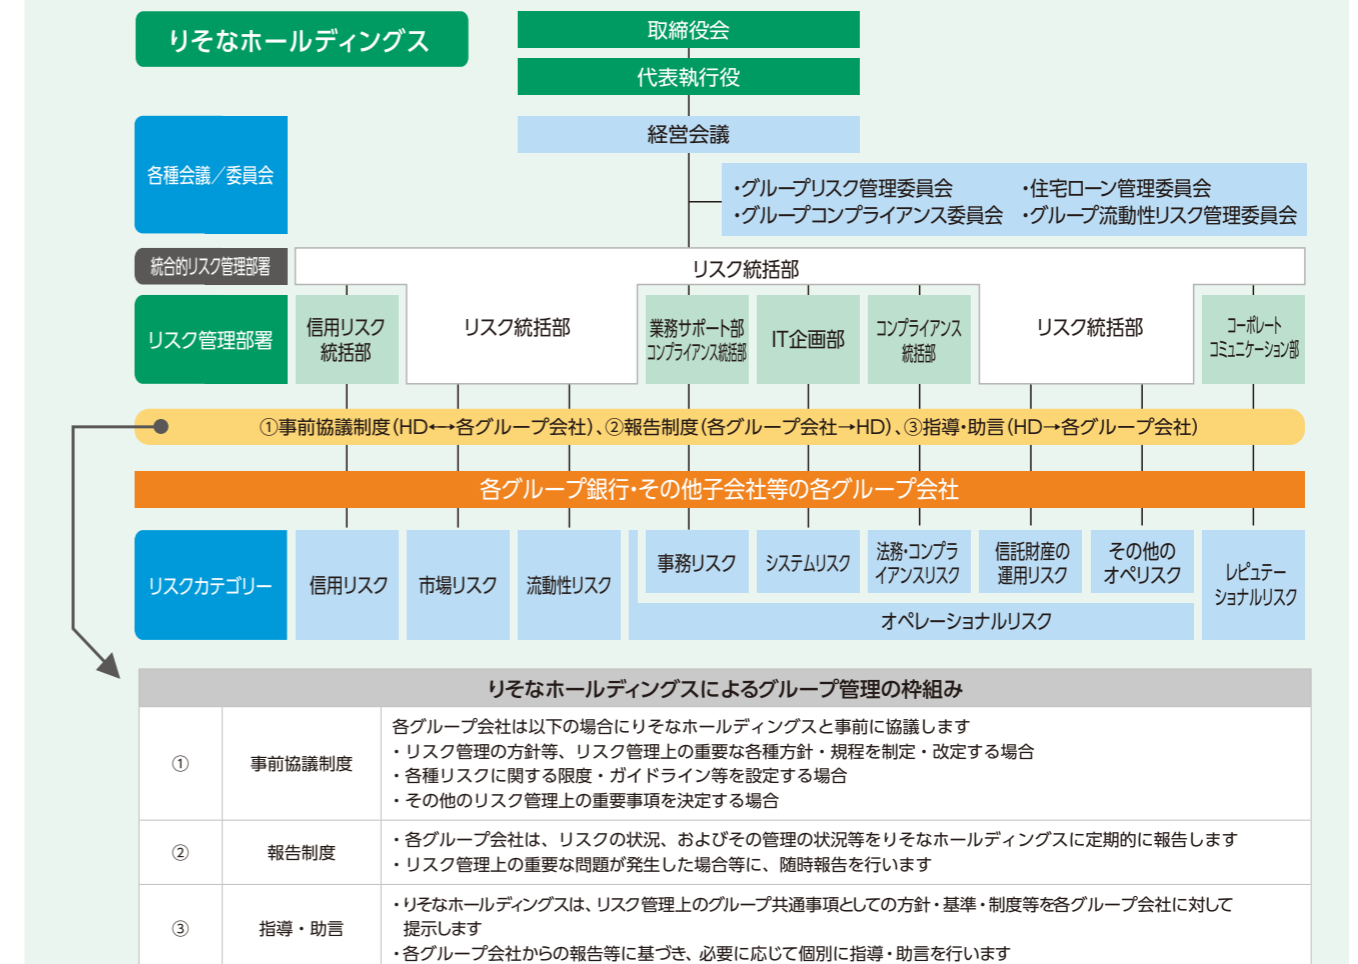 りそなホールディングス
取締役会
代表執行役
経営会議
各種会議／委員会
・グループリスク管理委員会
・住宅ローン管理委員会
・グループコンプライアンス委員会
・グループ流動性リスク管理委員会
統合的リスク管理部署
リスク統括部
リスク管理部署
信用リスク
統括部
リスク統括部
業務サポート部
コンプライアンス統括部
IT企画部
コンプライアンス
統括部
リスク統括部
コーポレート
コミュニケーション部
①事前協議制度(HD←→各グループ会社)、②報告制度(各グループ会社→HD)、③指導・助言(HD→各グループ会社)
各グループ銀行・その他子会社等の各グループ会社
リスクカテゴリー
信用リスク
市場リスク
流動性リスク
事務リスク
システムリスク
法務・コンプラ
イアンスリスク
信託財産の
運用リスク
その他の
オペリスク
オペレーショナルリスク
レピュテー
ショナルリスク
りそなホールディングスによるグループ管理の枠組み
①
事前協議制度
各グループ会社は以下の場合にりそなホールディングスと事前に協議します
・リスク管理の方針等、リスク管理上の重要な各種方針・規程を制定・改定する場合
・各種リスクに関する限度・ガイドライン等を設定する場合
・その他のリスク管理上の重要事項を決定する場合
②
報告制度
・各グループ会社は、リスクの状況、およびその管理の状況等をりそなホールディングスに定期的に報告します
・リスク管理上の重要な問題が発生した場合等に、随時報告を行います
③
指導・助言
・りそなホールディングスは、リスク管理上のグループ共通事項としての方針・基準・制度等を各グループ会社に対して
提示します
・各グループ会社からの報告等に基づき、必要に応じて個別に指導・助言を行います